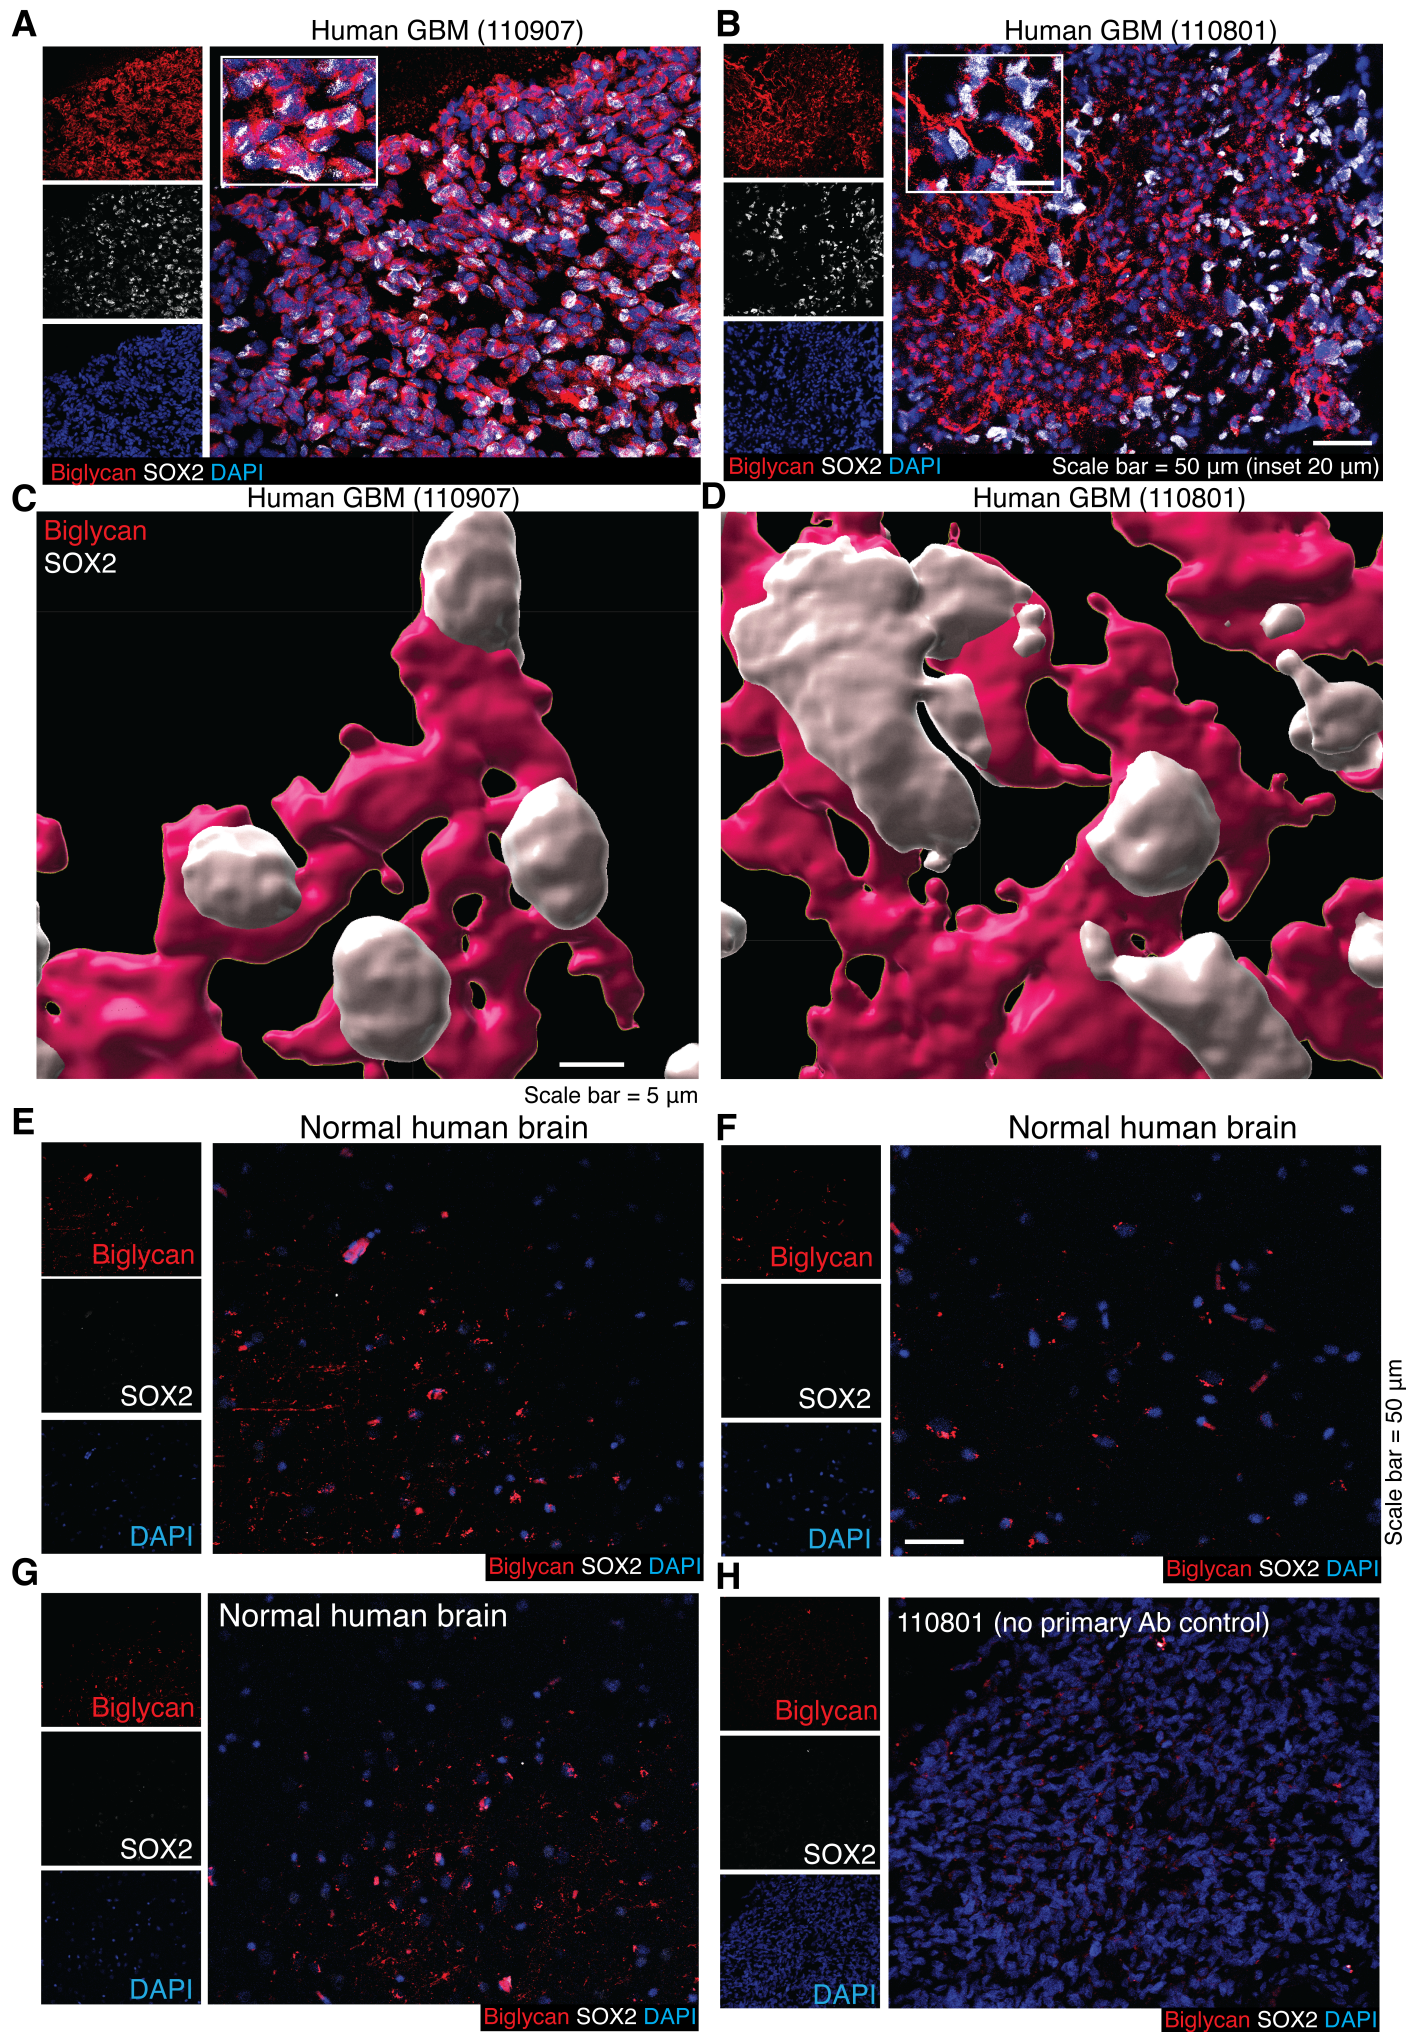 A
Human GBM (110907)
Biglycan SOX2 DAPI
B
Human GBM (110801)
Biglycan SOX2 DAPI
Scale bar = 50 µm (inset 20 µm)
C
Human GBM (110907)
Biglycan
SOX2
Scale bar = 5 µm
D
Human GBM (110801)
E
Normal human brain
Biglycan
SOX2
DAPI
Biglycan SOX2 DAPI
F
Normal human brain
Biglycan
SOX2
DAPI
Scale bar = 50 µm
Biglycan SOX2 DAPI
G
Normal human brain
Biglycan
SOX2
DAPI
Biglycan SOX2 DAPI
H
110801 (no primary Ab control)
Biglycan
SOX2
DAPI
Biglycan SOX2 DAPI